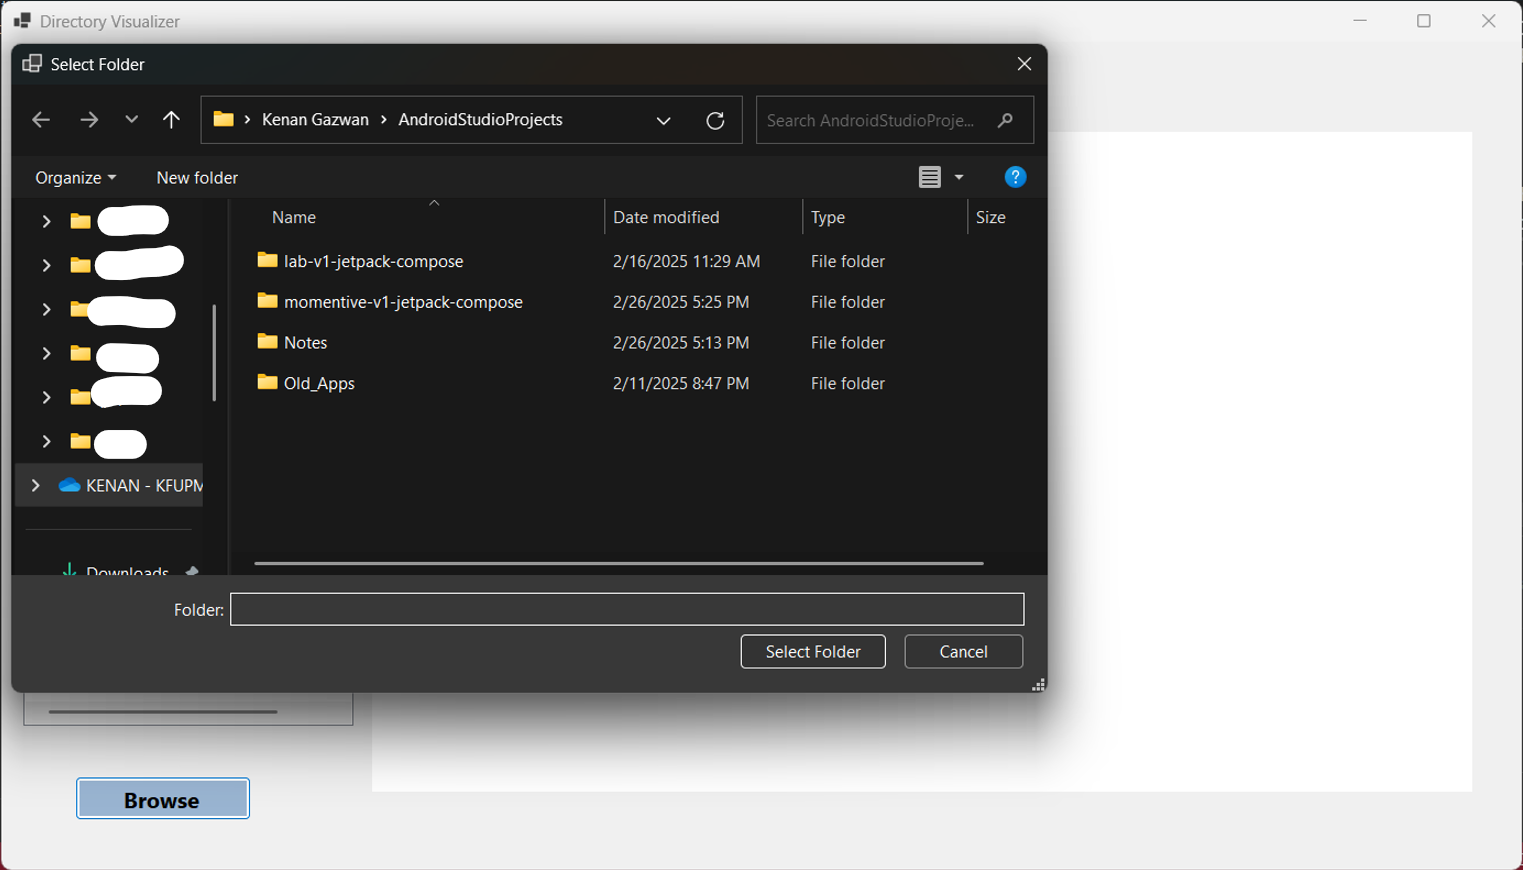 Directory Visualizer
Select Folder
Kenan Gazwan > AndroidStudioProjects
Search AndroidStudioProje...
Organize
New folder
?
Name Date modified Type Size
lab-v1-jetpack-compose 2/16/2025 11:29 AM File folder
momentive-v1-jetpack-compose 2/26/2025 5:25 PM File folder
Notes 2/26/2025 5:13 PM File folder
Old_Apps 2/11/2025 8:47 PM File folder
KENAN - KFUPM
Downloads
Folder:
Select Folder
Cancel
Browse